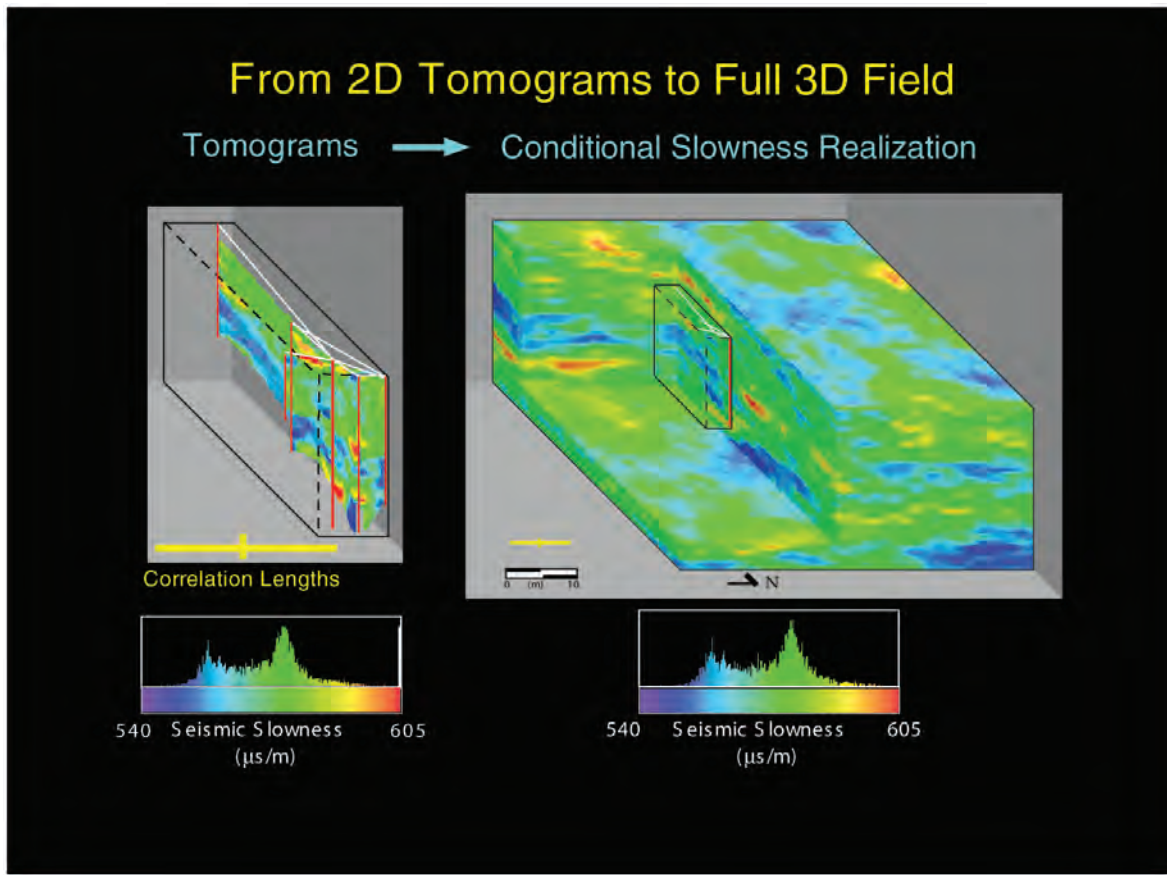 From 2D Tomograms to Full 3D Field
Tomograms
Conditional Slowness Realization
Correlation Lengths
0 (m) 10
N
540 Seismic Slowness 605
(μs/m)
540 Seismic Slowness 605
(μs/m)